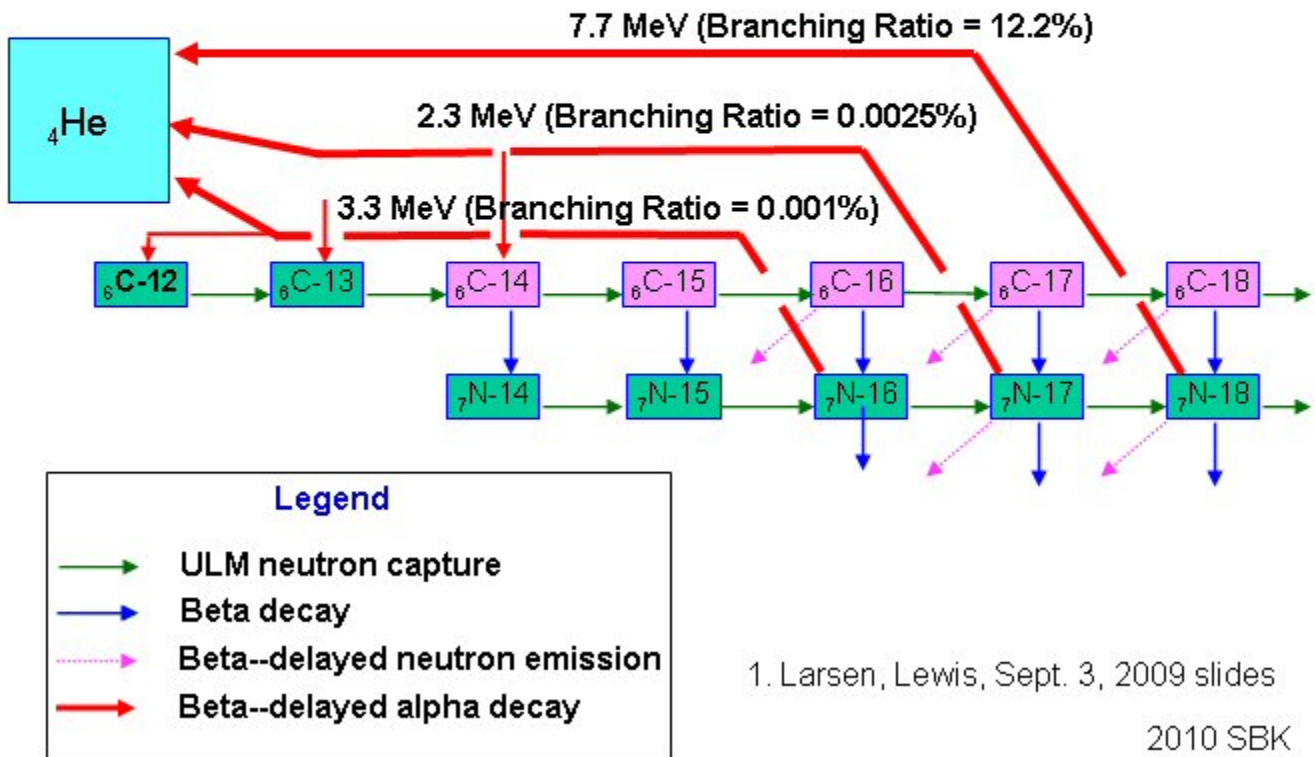 7.7 MeV (Branching Ratio = 12.2%)
₄He
2.3 MeV (Branching Ratio = 0.0025%)
3.3 MeV (Branching Ratio = 0.001%)
₆C-12 ₆C-13 ₆C-14 ₆C-15 ₆C-16 ₆C-17 ₆C-18
₇N-14 ₇N-15 ₇N-16 ₇N-17 ₇N-18
Legend
ULM neutron capture
Beta decay
Beta--delayed neutron emission
Beta--delayed alpha decay
1. Larsen, Lewis, Sept. 3, 2009 slides
2010 SBK